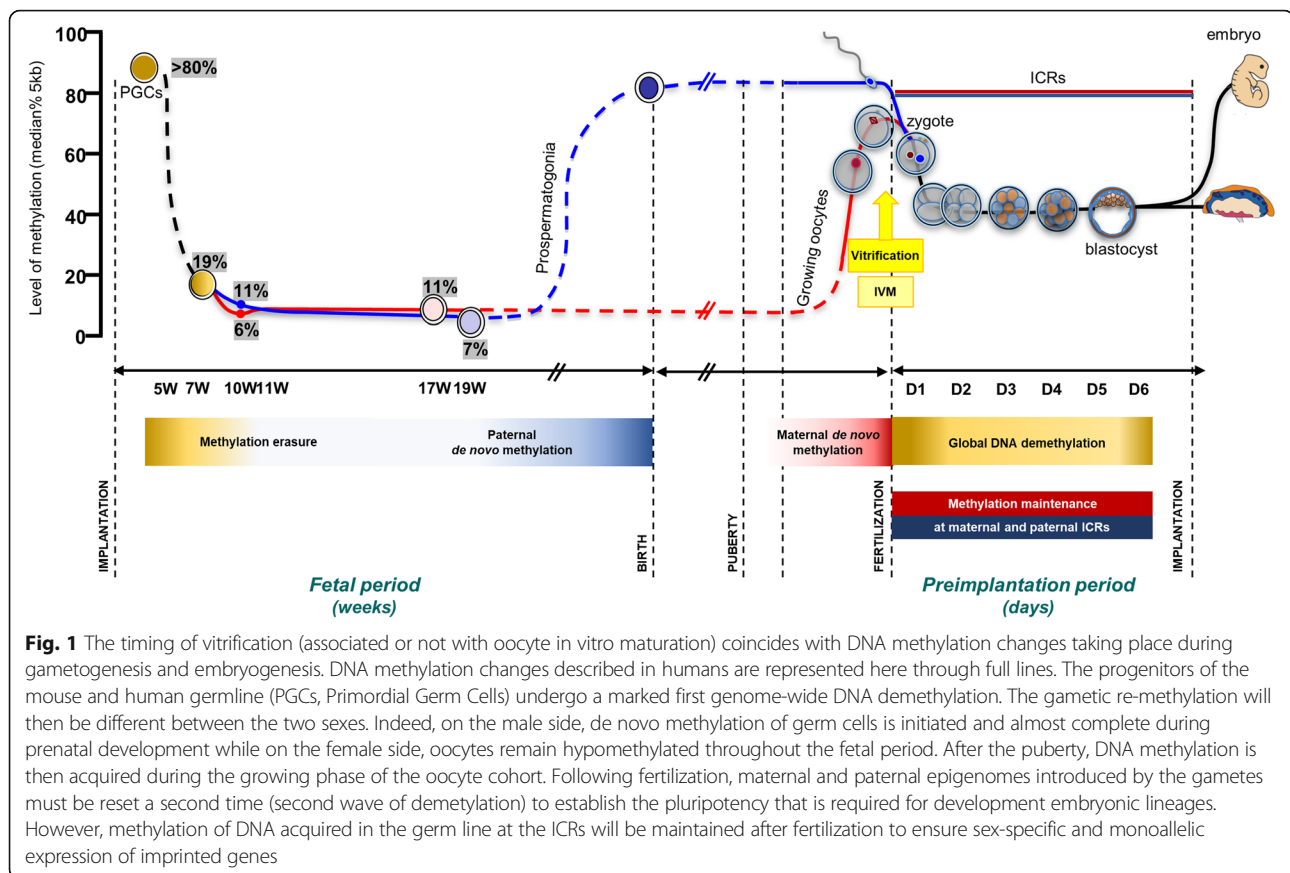 100
80
60
40
20
0
Level of methylation (median% 5kb)
PGCs
>80%
19%
11%
6%
11%
7%
Prospermatogonia
Growing oocytes
Vitrification
IVM
zygote
ICRs
blastocyst
embryo
5W 7W 10W11W 17W 19W
D1 D2 D3 D4 D5 D6
Methylation erasure
Paternal
de novo methylation
Maternal de novo
methylation
Global DNA demethylation
Methylation maintenance
at maternal and paternal ICRs
IMPLANTATION
BIRTH
PUBERTY
FERTILIZATION
IMPLANTATION
Fetal period
(weeks)
Preimplantation period
(days)
Fig. 1 The timing of vitrification (associated or not with oocyte in vitro maturation) coincides with DNA methylation changes taking place during
gametogenesis and embryogenesis. DNA methylation changes described in humans are represented here through full lines. The progenitors of the
mouse and human germline (PGCs, Primordial Germ Cells) undergo a marked first genome-wide DNA demethylation. The gametic re-methylation will
then be different between the two sexes. Indeed, on the male side, de novo methylation of germ cells is initiated and almost complete during
prenatal development while on the female side, oocytes remain hypomethylated throughout the fetal period. After the puberty, DNA methylation is
then acquired during the growing phase of the oocyte cohort. Following fertilization, maternal and paternal epigenomes introduced by the gametes
must be reset a second time (second wave of demetylation) to establish the pluripotency that is required for development embryonic lineages.
However, methylation of DNA acquired in the germ line at the ICRs will be maintained after fertilization to ensure sex-specific and monoallelic
expression of imprinted genes